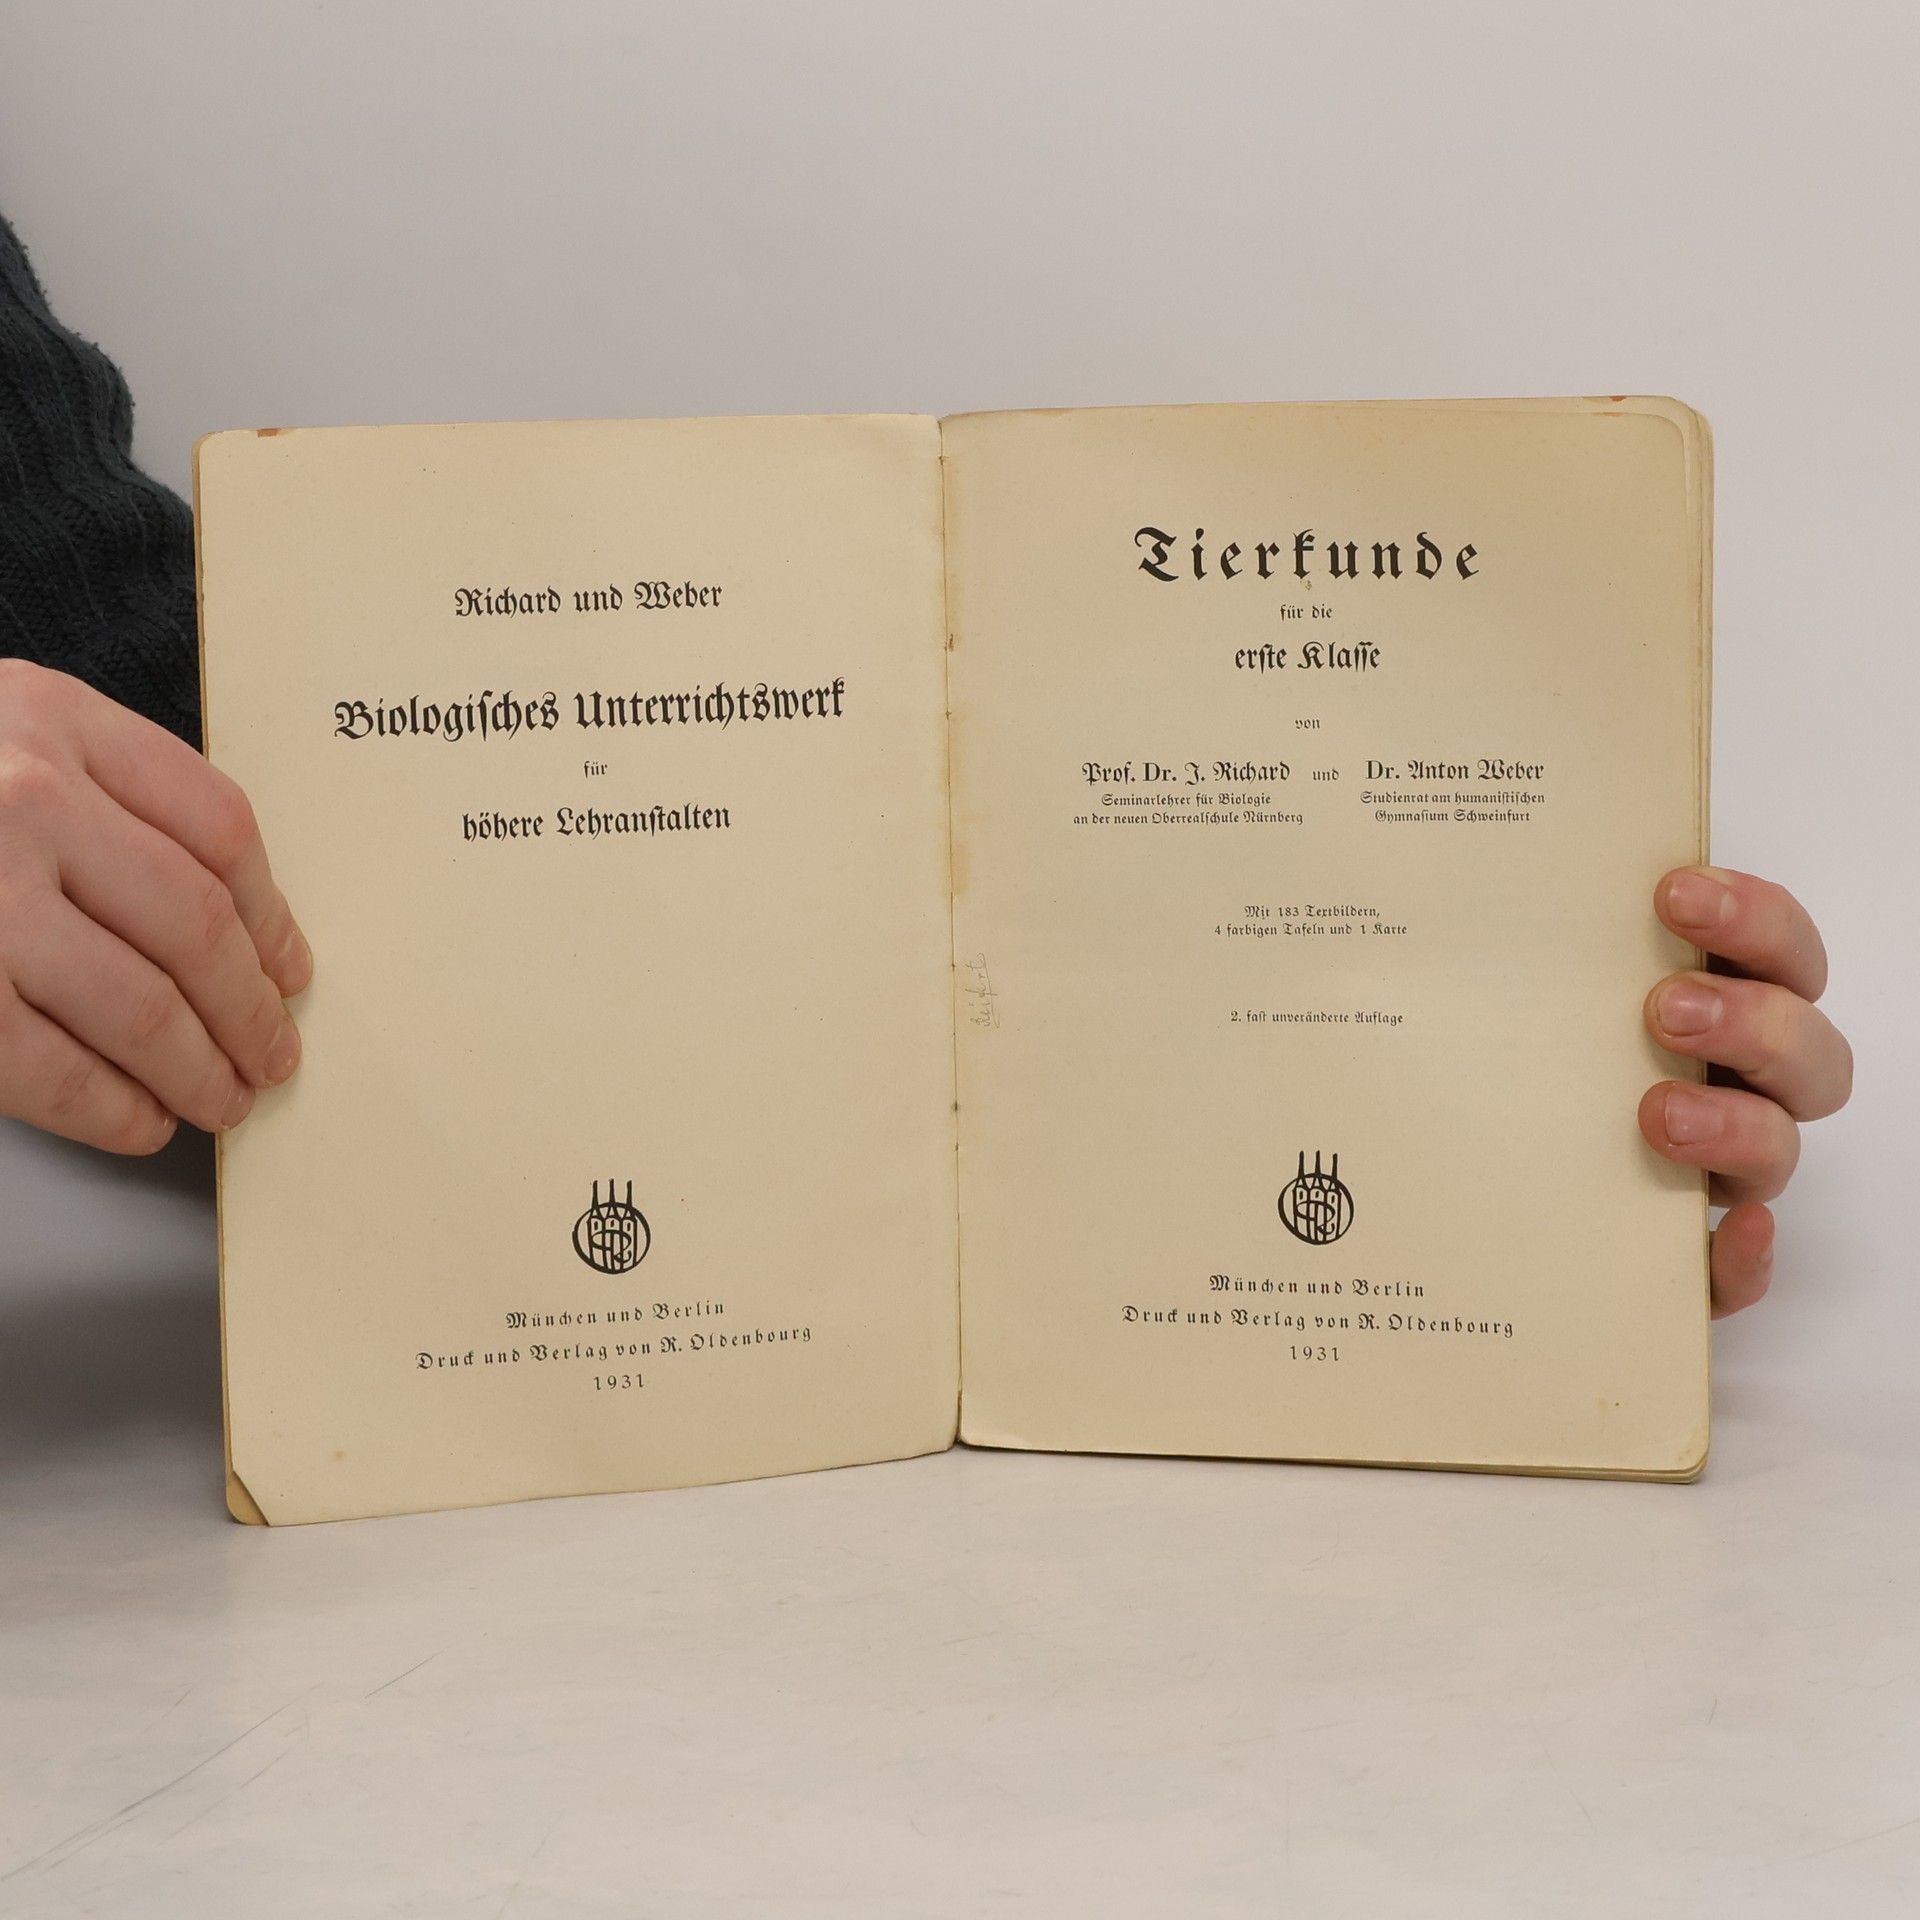 Richard und Weber
Biologiſches Unterrichtswerk
für
höhere Lehranſtalten
München und Berlin
Druck und Verlag von R. Oldenbourg
1931
Tierkunde
für die
erſte Klaſſe
von
Prof. Dr. J. Richard und Dr. Anton Weber
Seminarlehrer für Biologie Studienrat am humaniſtiſchen
an der neuen Oberrealſchule Nürnberg Gymnaſium Schweinfurt
Mit 183 Textbildern,
4 farbigen Tafeln und 1 Karte
2. faſt unveränderte Auflage
München und Berlin
Druck und Verlag von R. Oldenbourg
1931